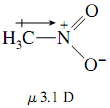 O
+
H₃C N
O⁻
μ 3.1 D